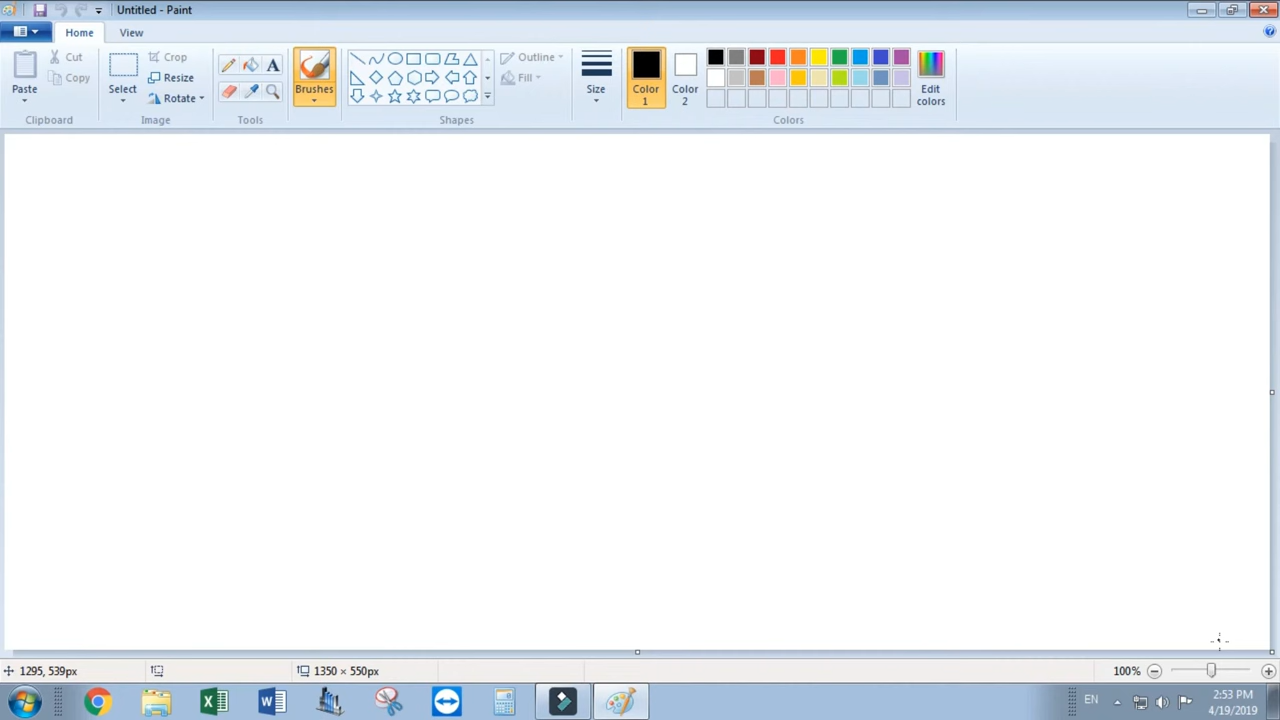 Untitled - Paint
Home View
Paste
Cut
Copy
Clipboard
Select
Crop
Resize
Rotate
Image
A
Tools
Brushes
Outline
Fill
Shapes
Size
Color 1
Color 2
Edit colors
Colors
1295, 539px
1350 × 550px
100%
EN
2:53 PM
4/19/2019